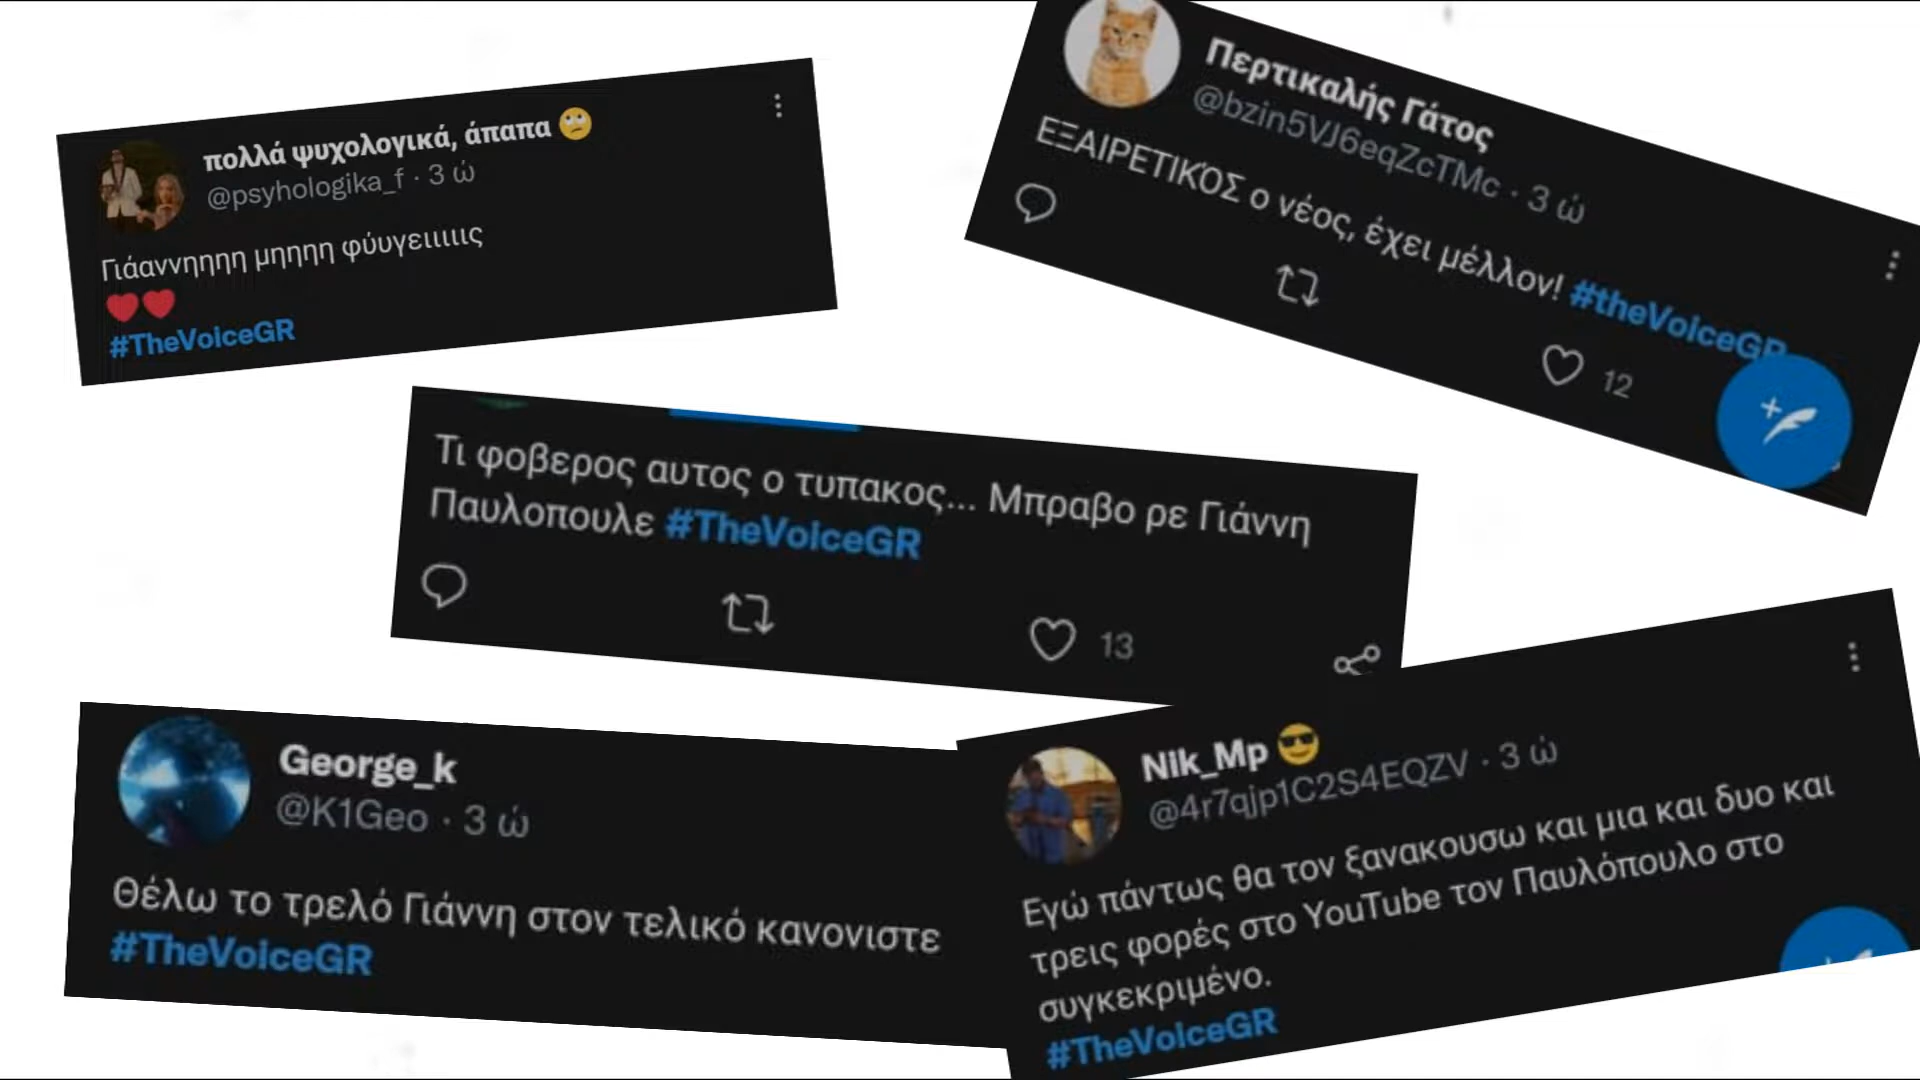 πολλά ψυχολογικά, άπαπα 🙄
@psyhologika_f · 3 ώ
Γιάαννηηηη μηηηη φύυγειιιιις
❤️❤️
#TheVoiceGR
Περτικαλής Γάτος
@bzin5VJ6eqZcTMc · 3 ώ
ΕΞΑΙΡΕΤΙΚΌΣ ο νέος, έχει μέλλον! #theVoiceGR
12
Τι φοβερος αυτος ο τυπακος... Μπραβο ρε Γιάννη
Παυλοπουλε #TheVoiceGR
13
George_k
@K1Geo · 3 ώ
Θέλω το τρελό Γιάννη στον τελικό κανονιστε
#TheVoiceGR
Nik_Mp 😎
@4r7qjp1C2S4EQZV · 3 ώ
Εγώ πάντως θα τον ξανακουσω και μια και δυο και
τρεις φορές στο YouTube τον Παυλόπουλο στο
συγκεκριμένο.
#TheVoiceGR